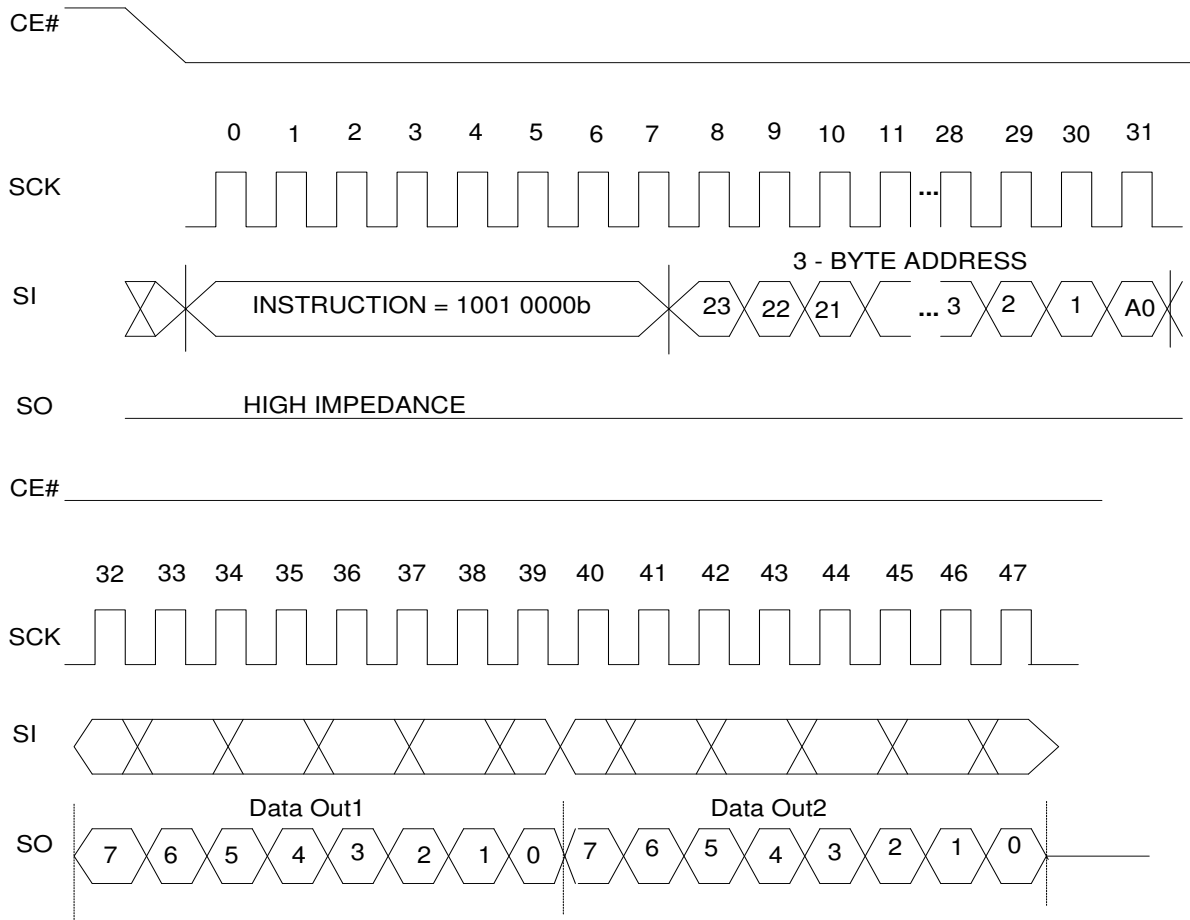 CE#
0 1 2 3 4 5 6 7 8 9 10 11 28 29 30 31
SCK ...
3 - BYTE ADDRESS
SI INSTRUCTION = 1001 0000b 23 22 21 ... 3 2 1 A0
SO HIGH IMPEDANCE
CE#
32 33 34 35 36 37 38 39 40 41 42 43 44 45 46 47
SCK
SI
Data Out1 Data Out2
SO 7 6 5 4 3 2 1 0 7 6 5 4 3 2 1 0